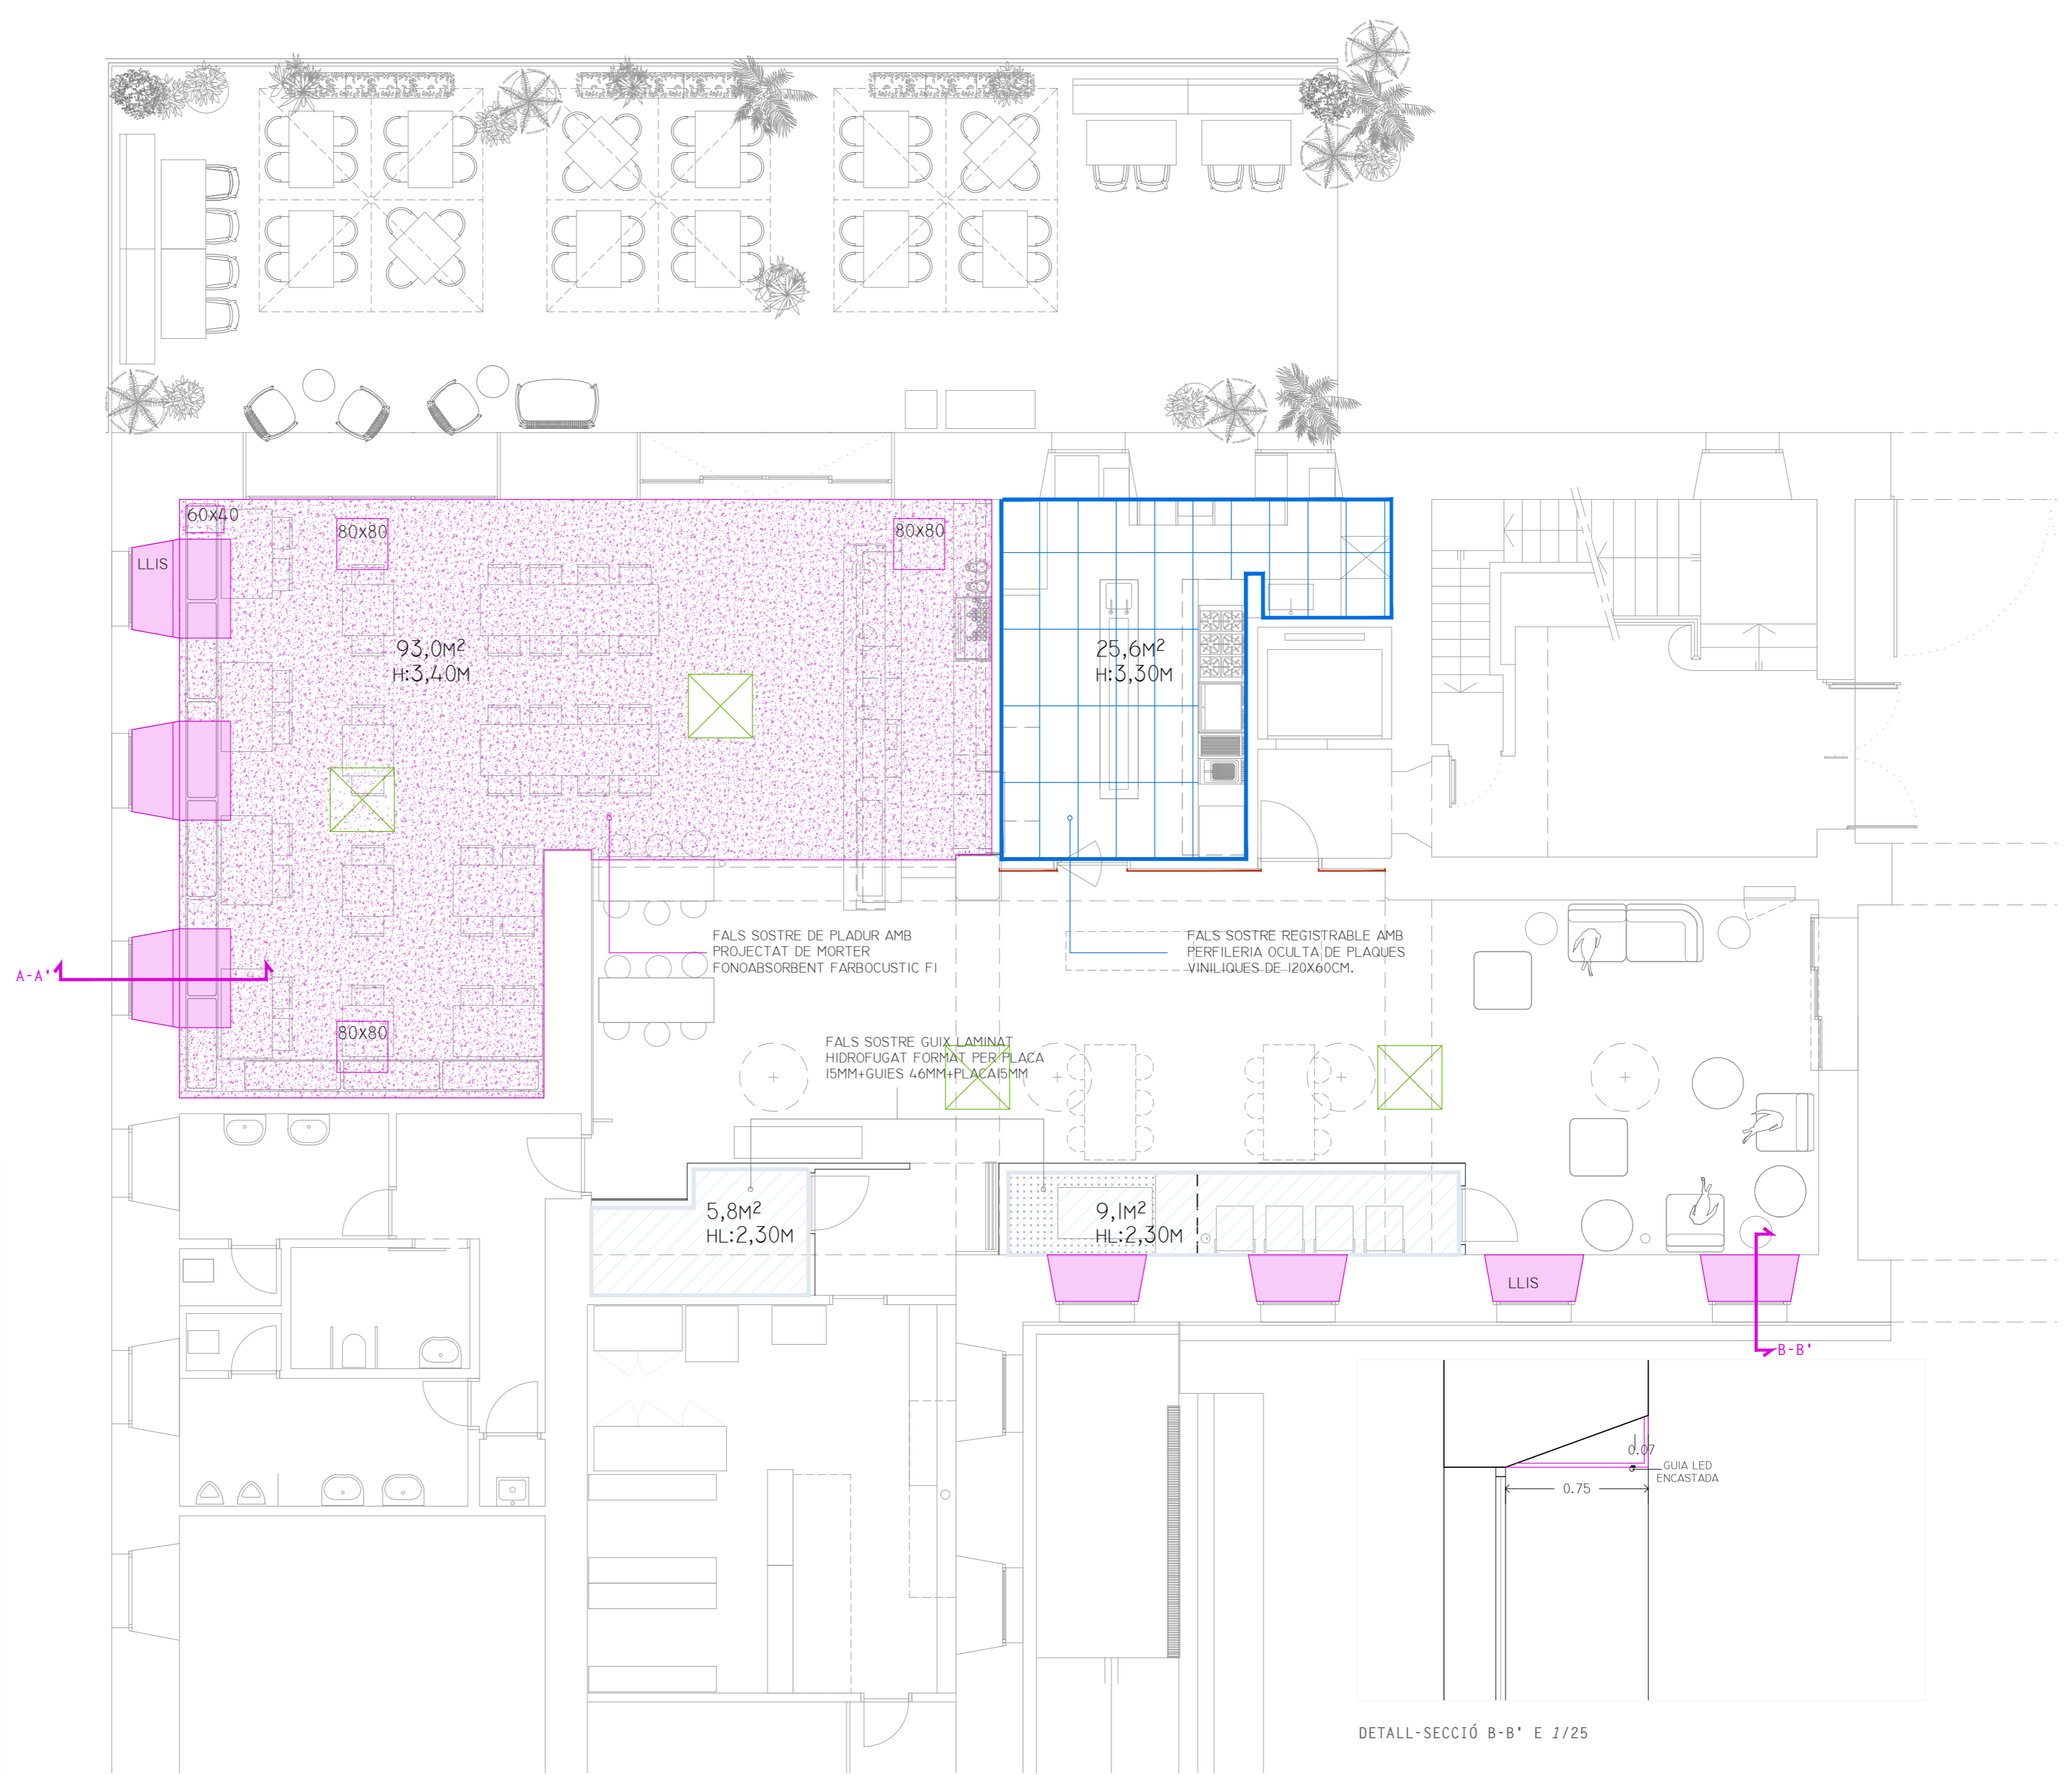 60X40
80X80
80X80
LLIS
93,0M²
H:3,40M
25,6M²
H:3,30M
FALS SOSTRE DE PLADUR AMB
PROJECTAT DE MORTER
FONOABSORBENT FARBOCUSTIC FI
FALS SOSTRE REGISTRABLE AMB
PERFILERIA OCULTA DE PLAQUES
VINILIQUES DE 120X60CM.
A-A'
80X80
FALS SOSTRE GUIX LAMINAT
HIDROFUGAT FORMAT PER PLACA
15MM+GUIES 46MM+PLACA15MM
5,8M²
HL:2,30M
9,1M²
HL:2,30M
LLIS
B-B'
0.07
GUIA LED
ENCASTADA
0.75
DETALL-SECCIÓ B-B' E 1/25